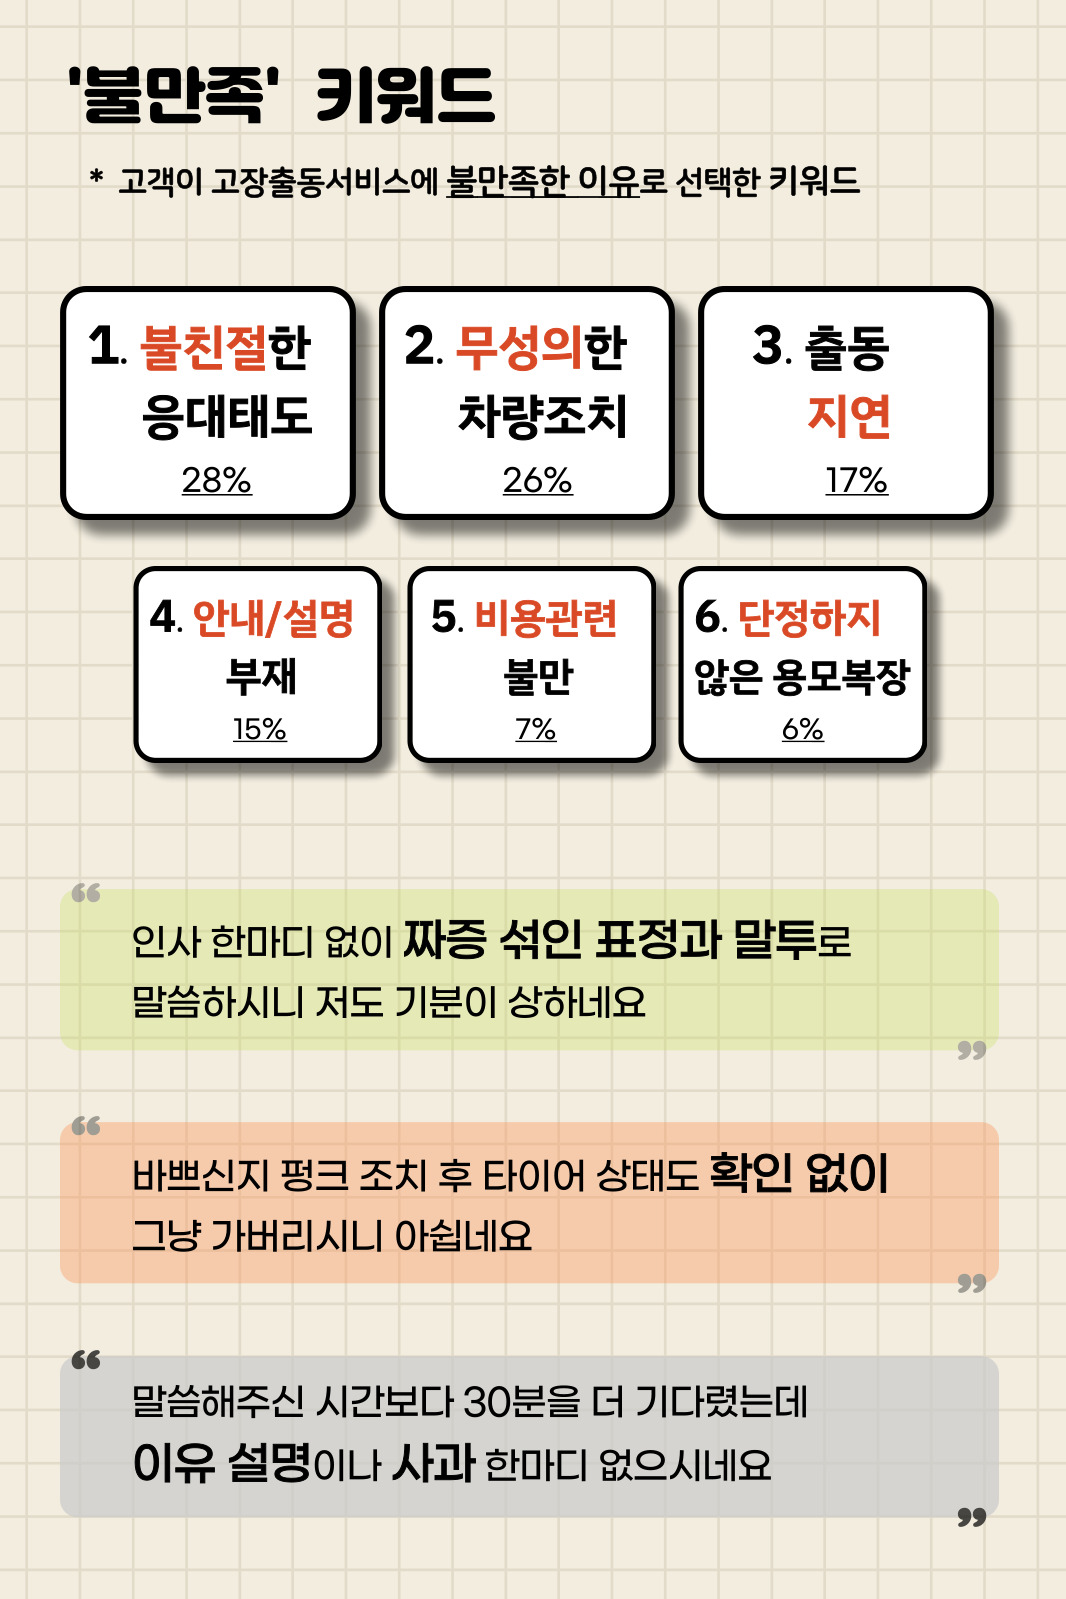 '불만족' 키워드
* 고객이 고장출동서비스에 불만족한 이유로 선택한 키워드
1. 불친절한
응대태도
28%
2. 무성의한
차량조치
26%
3. 출동
지연
17%
4. 안내/설명
부재
15%
5. 비용관련
불만
7%
6. 단정하지
않은 용모복장
6%
“
인사 한마디 없이 짜증 섞인 표정과 말투로
말씀하시니 저도 기분이 상하네요
”
“
바쁘신지 펑크 조치 후 타이어 상태도 확인 없이
그냥 가버리시니 아쉽네요
”
“
말씀해주신 시간보다 30분을 더 기다렸는데
이유 설명이나 사과 한마디 없으시네요
”